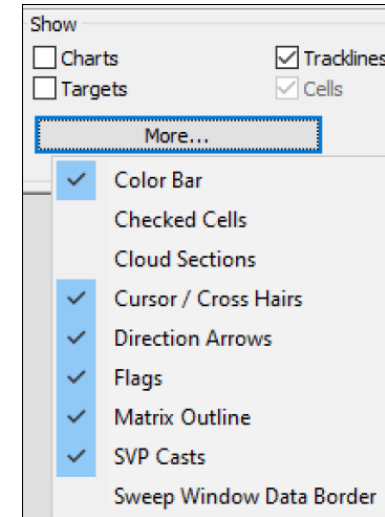 Show
Charts Tracklines
Targets Cells
More...
Color Bar
Checked Cells
Cloud Sections
Cursor / Cross Hairs
Direction Arrows
Flags
Matrix Outline
SVP Casts
Sweep Window Data Border